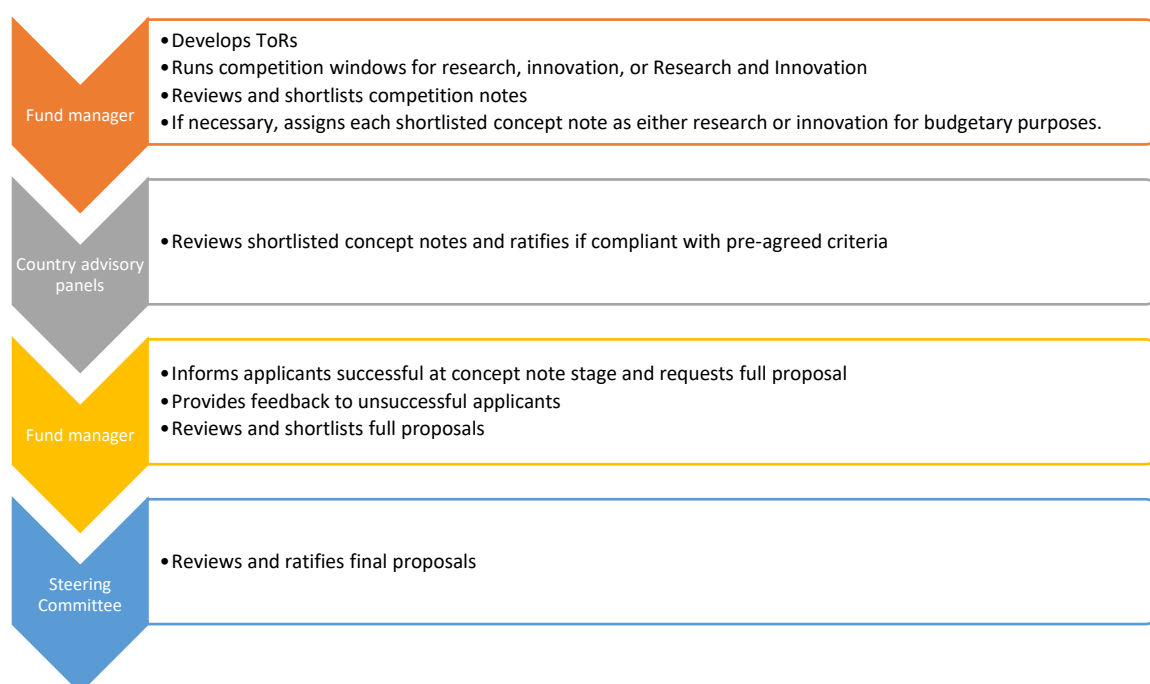 Fund manager
•Develops ToRs
•Runs competition windows for research, innovation, or Research and Innovation
•Reviews and shortlists competition notes
•If necessary, assigns each shortlisted concept note as either research or innovation for budgetary purposes.
Country advisory
panels
•Reviews shortlisted concept notes and ratifies if compliant with pre-agreed criteria
Fund manager
•Informs applicants successful at concept note stage and requests full proposal
•Provides feedback to unsuccessful applicants
•Reviews and shortlists full proposals
Steering
Committee
•Reviews and ratifies final proposals